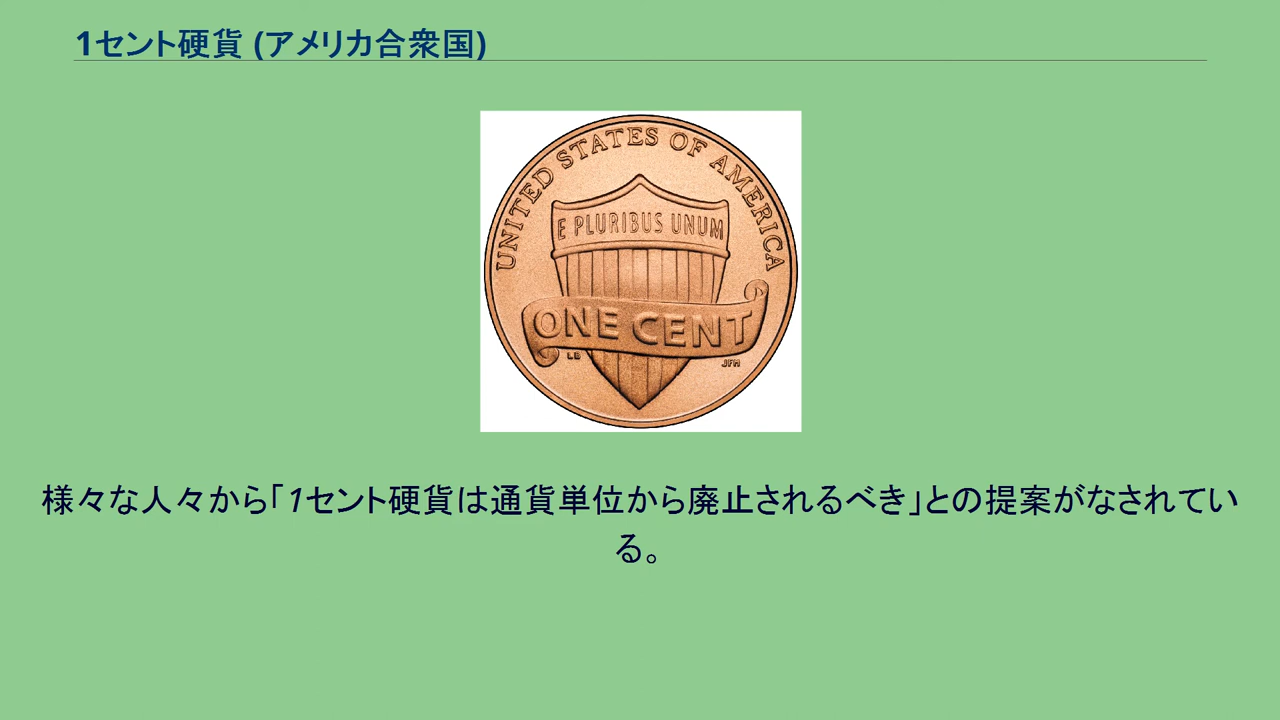 1セント硬貨 (アメリカ合衆国)
UNITED STATES OF AMERICA
E PLURIBUS UNUM
ONE CENT
LB
JFM
様々な人々から「1セント硬貨は通貨単位から廃止されるべき」との提案がなされてい
る。